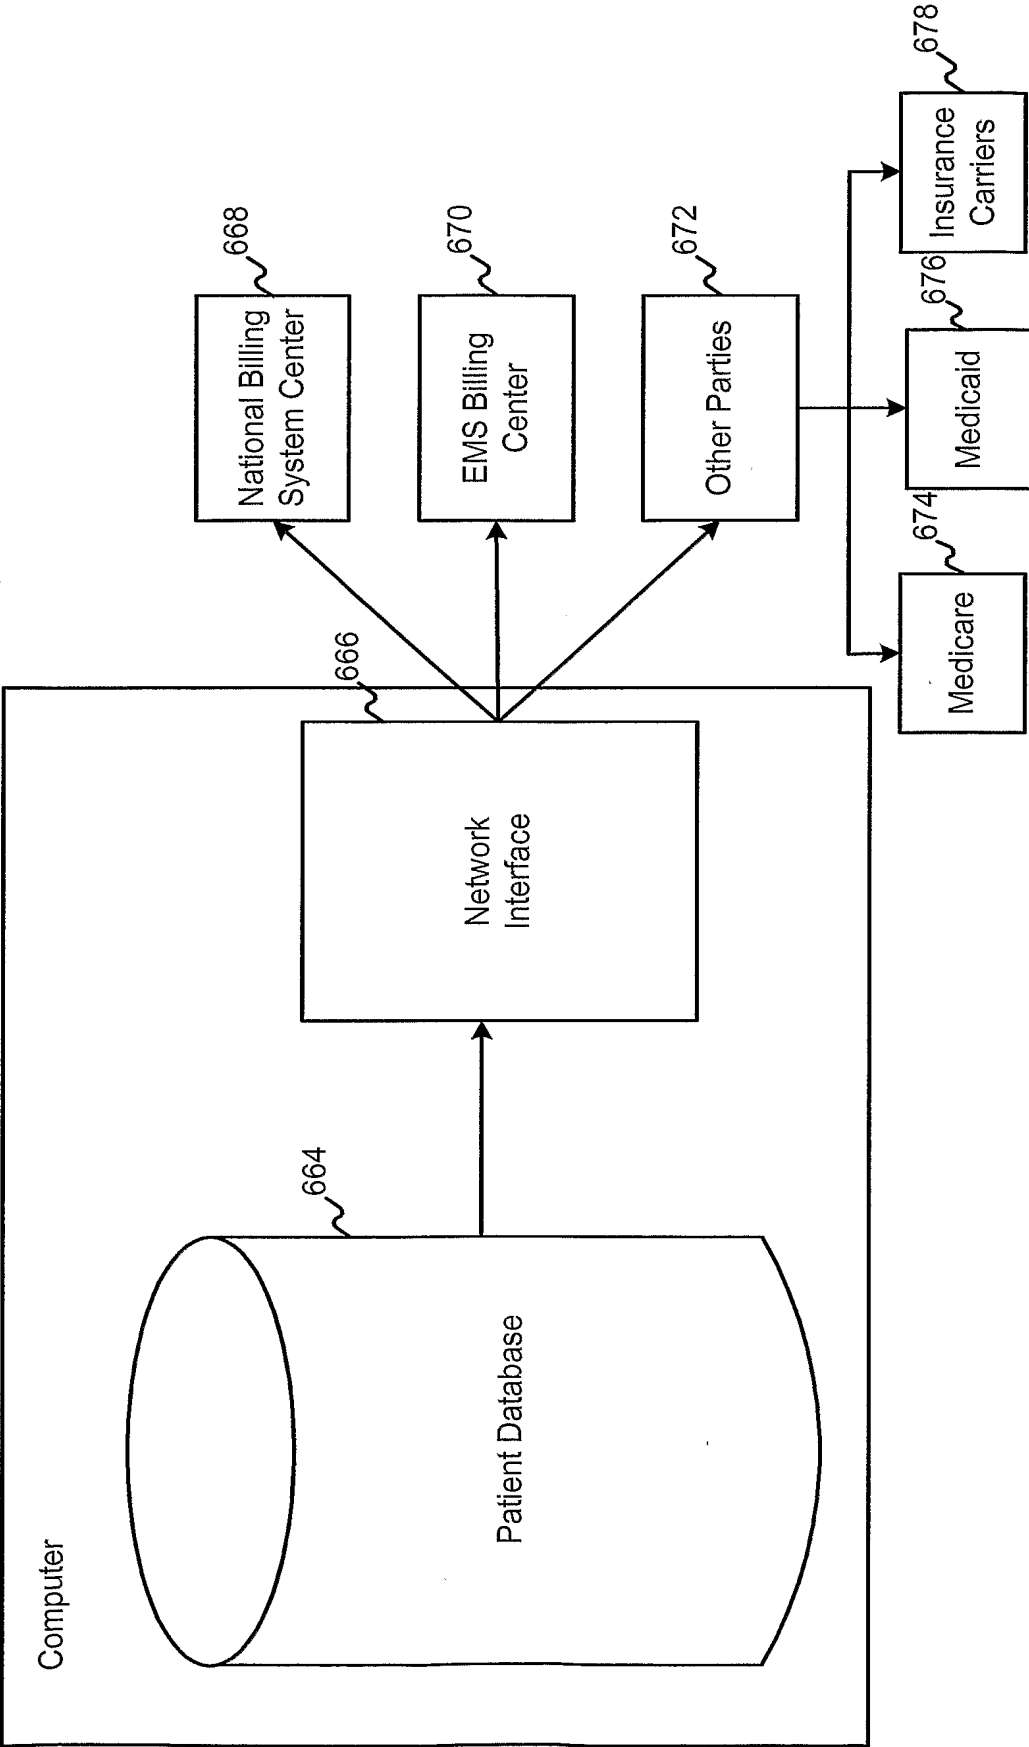 Computer
Patient Database
664
Network
Interface
666
National Billing
System Center
668
EMS Billing
Center
670
Other Parties
672
Medicare
674
Medicaid
676
Insurance
Carriers
678